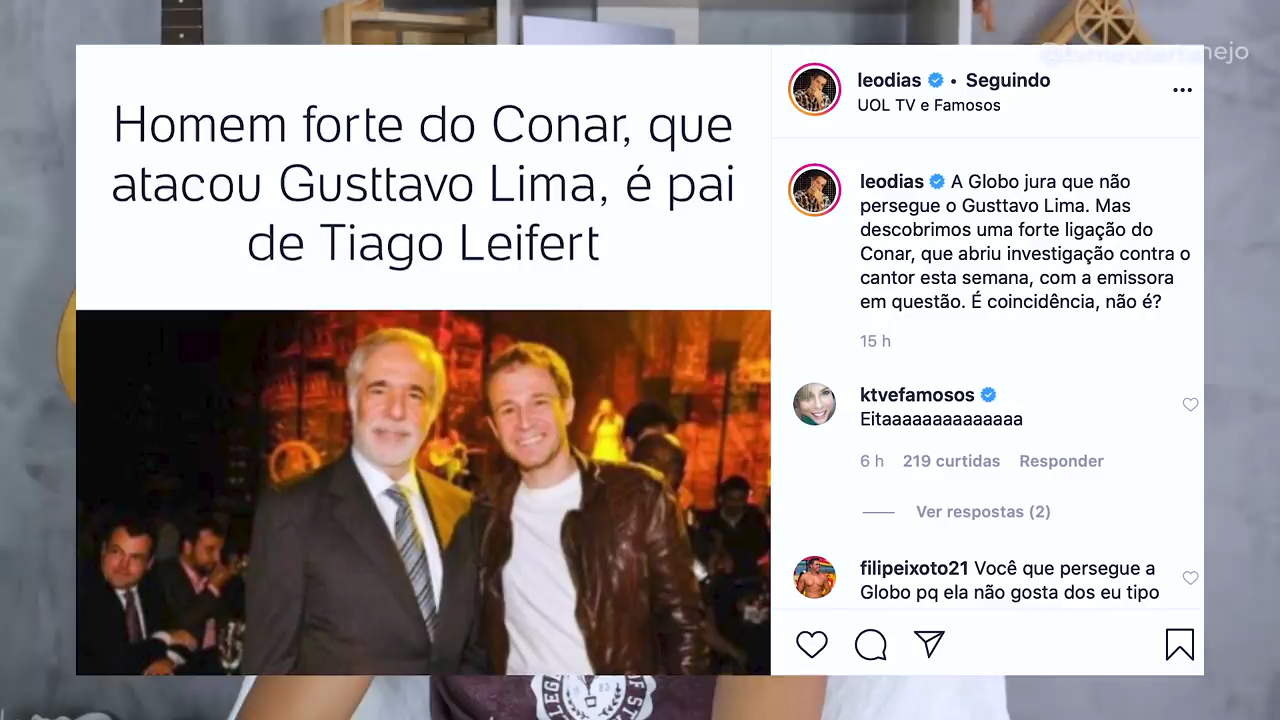 Homem forte do Conar, que
atacou Gusttavo Lima, é pai
de Tiago Leifert
leodias • Seguindo
UOL TV e Famosos
leodias A Globo jura que não
persegue o Gusttavo Lima. Mas
descobrimos uma forte ligação do
Conar, que abriu investigação contra o
cantor esta semana, com a emissora
em questão. É coincidência, não é?
15 h
ktvefamosos
Eitaaaaaaaaaaaaaa
6 h 219 curtidas Responder
Ver respostas (2)
filipeixoto21 Você que persegue a
Globo pq ela não gosta dos eu tipo